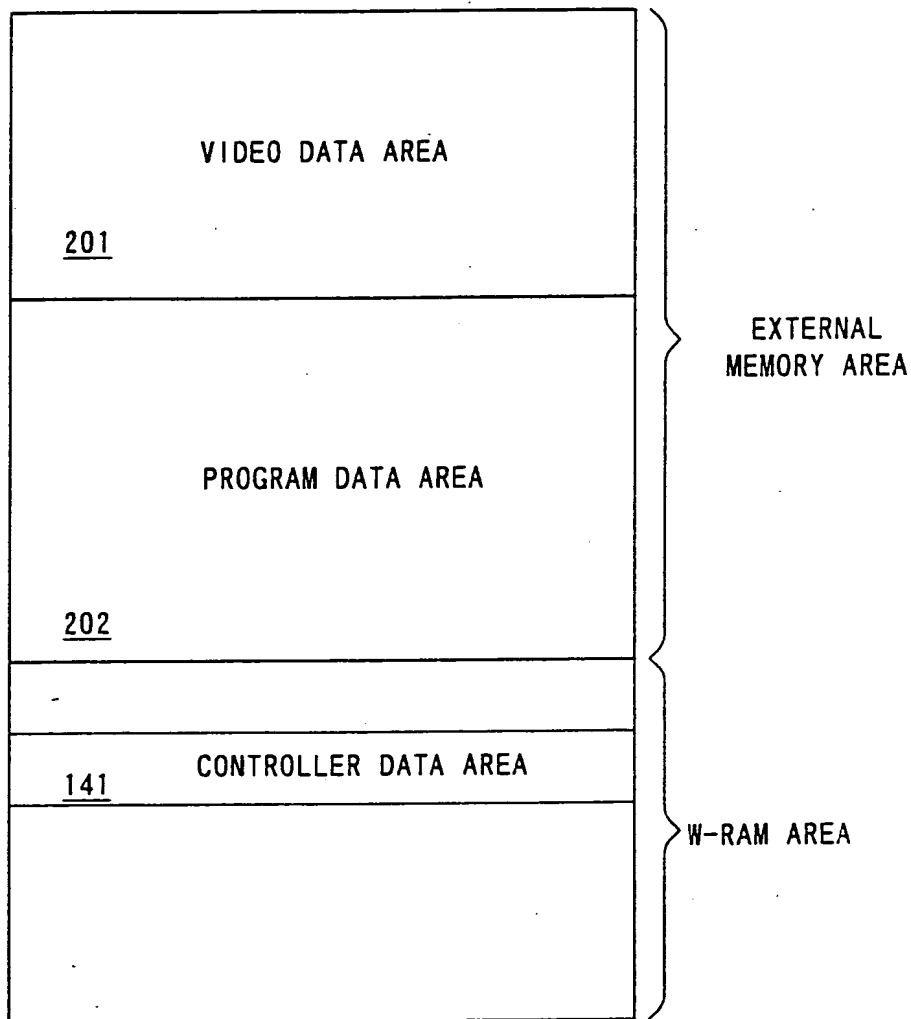 VIDEO DATA AREA
201
EXTERNAL
MEMORY AREA
PROGRAM DATA AREA
202
CONTROLLER DATA AREA
141
W-RAM AREA